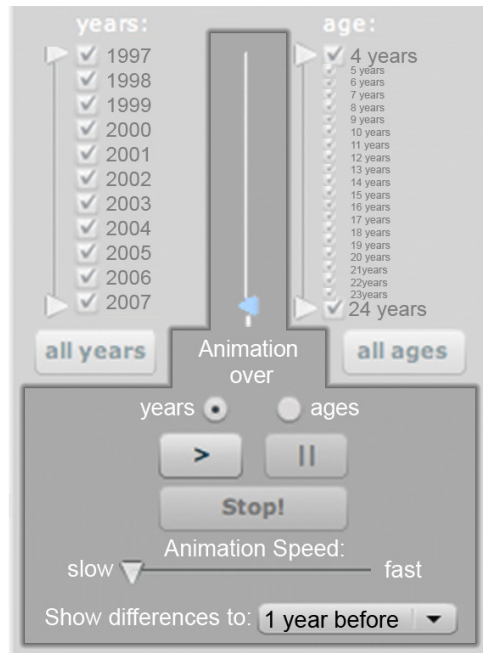 years:
1997
1998
1999
2000
2001
2002
2003
2004
2005
2006
2007
all years
age:
4 years
5 years
6 years
7 years
8 years
9 years
10 years
11 years
12 years
13 years
14 years
15 years
16 years
17 years
18 years
19 years
20 years
21years
22years
23years
24 years
all ages
Animation
over
years ages
>
||
Stop!
Animation Speed:
slow fast
Show differences to: 1 year before